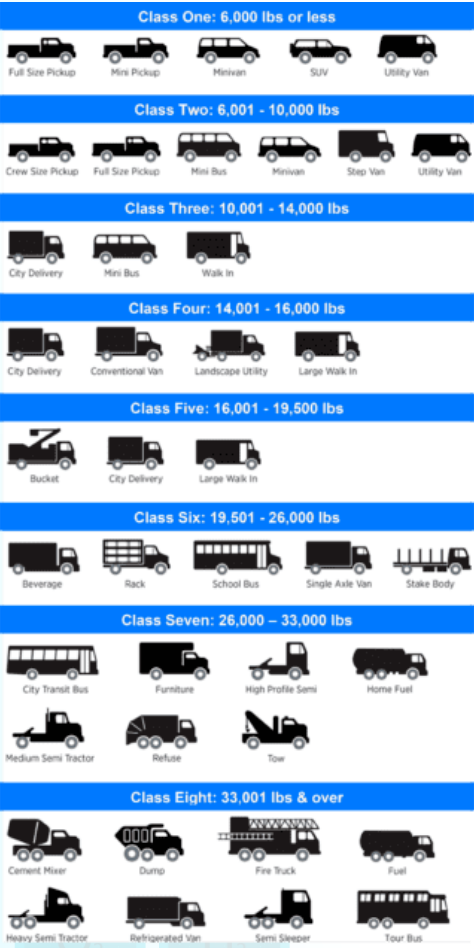 Class One: 6,000 lbs or less
Full Size Pickup Mini Pickup Minivan SUV Utility Van
Class Two: 6,001 - 10,000 lbs
Crew Size Pickup Full Size Pickup Mini Bus Minivan Step Van Utility Van
Class Three: 10,001 - 14,000 lbs
City Delivery Mini Bus Walk In
Class Four: 14,001 - 16,000 lbs
City Delivery Conventional Van Landscape Utility Large Walk In
Class Five: 16,001 - 19,500 lbs
Bucket City Delivery Large Walk In
Class Six: 19,501 - 26,000 lbs
Beverage Rack School Bus Single Axle Van Stake Body
Class Seven: 26,000 – 33,000 lbs
City Transit Bus Furniture High Profile Semi Home Fuel
Medium Semi Tractor Refuse Tow
Class Eight: 33,001 lbs & over
Cement Mixer Dump Fire Truck Fuel
Heavy Semi Tractor Refrigerated Van Semi Sleeper Tour Bus